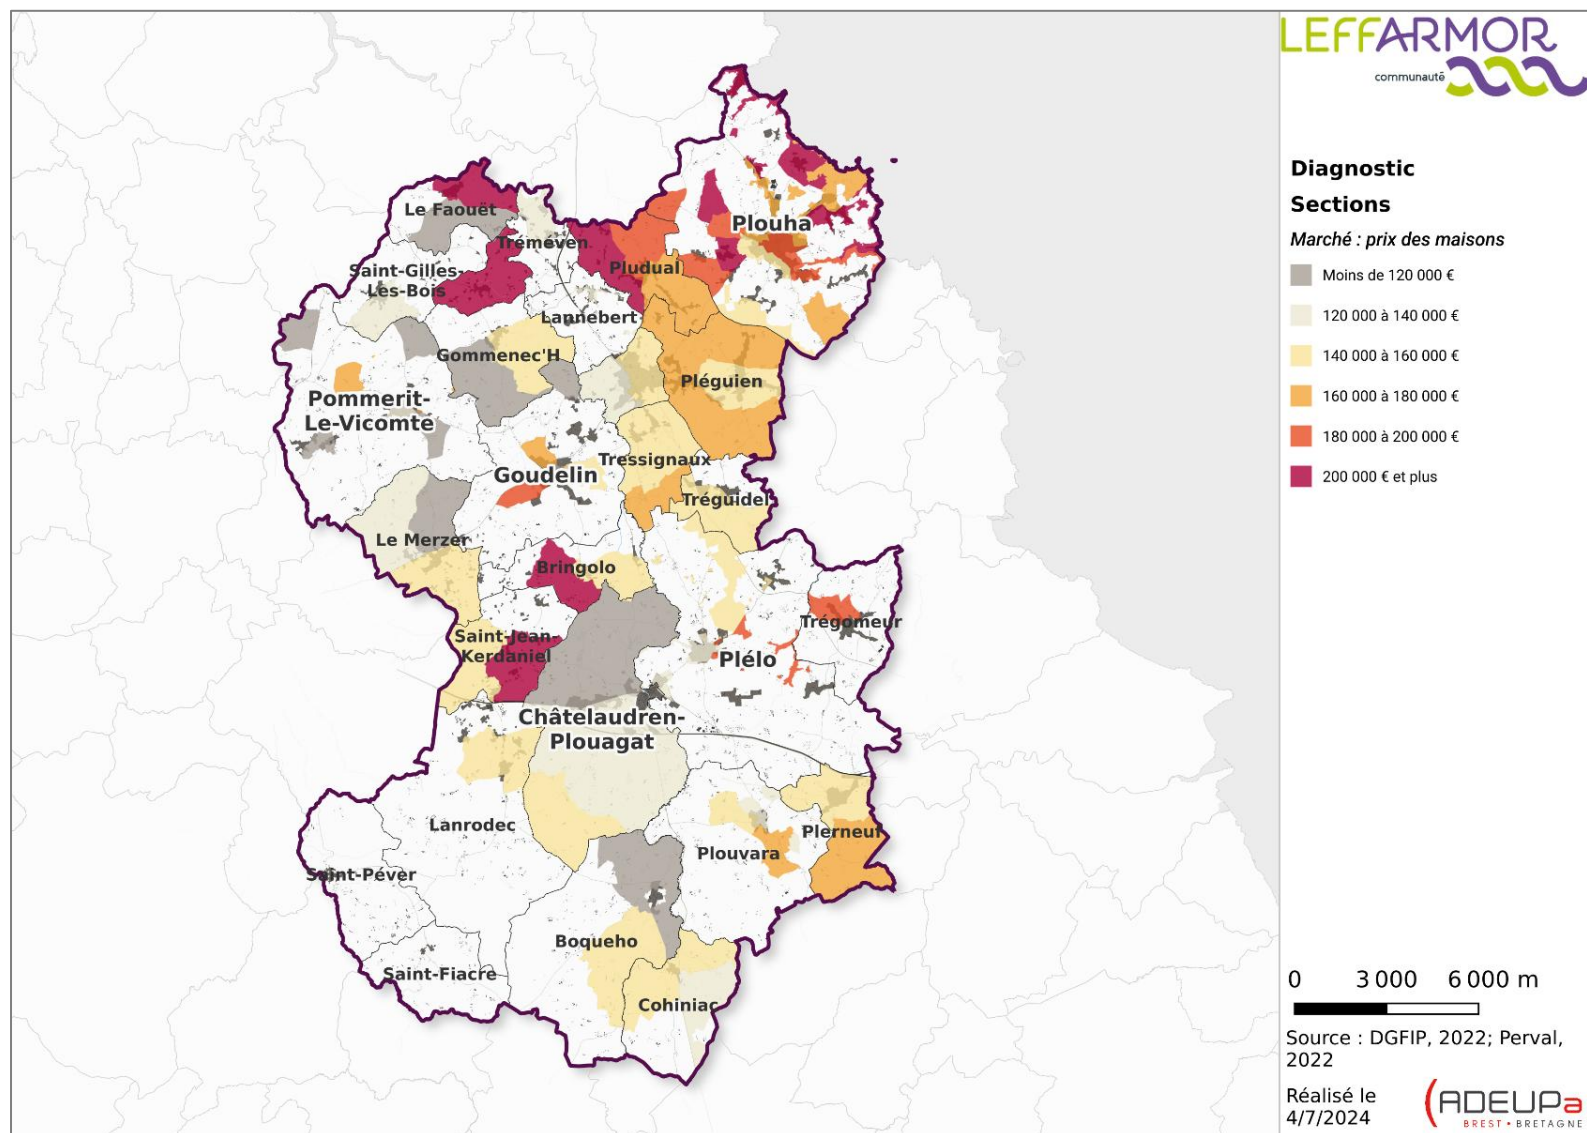 LEFFARMOR
communauté
Diagnostic
Sections
Marché : prix des maisons
Moins de 120 000 €
120 000 à 140 000 €
140 000 à 160 000 €
160 000 à 180 000 €
180 000 à 200 000 €
200 000 € et plus
Le Faouët
Tréméven
Plouha
Saint-Gilles-
Les-Bois
Pludual
Lannebert
Gommenec'H
Pléguien
Pommerit-
Le-Vicomte
Tressignaux
Goudelin
Tréguidel
Le Merzer
Bringolo
Trégomeur
Saint-Jean-
Kerdaniel
Plélo
Châtelaudren-
Plouagat
Lanrodec
Plerneuf
Plouvara
Saint-Péver
Boqueho
Saint-Fiacre
Cohiniac
0 3 000 6 000 m
Source : DGFIP, 2022; Perval,
2022
Réalisé le
4/7/2024
ADEUPa
BREST • BRETAGNE